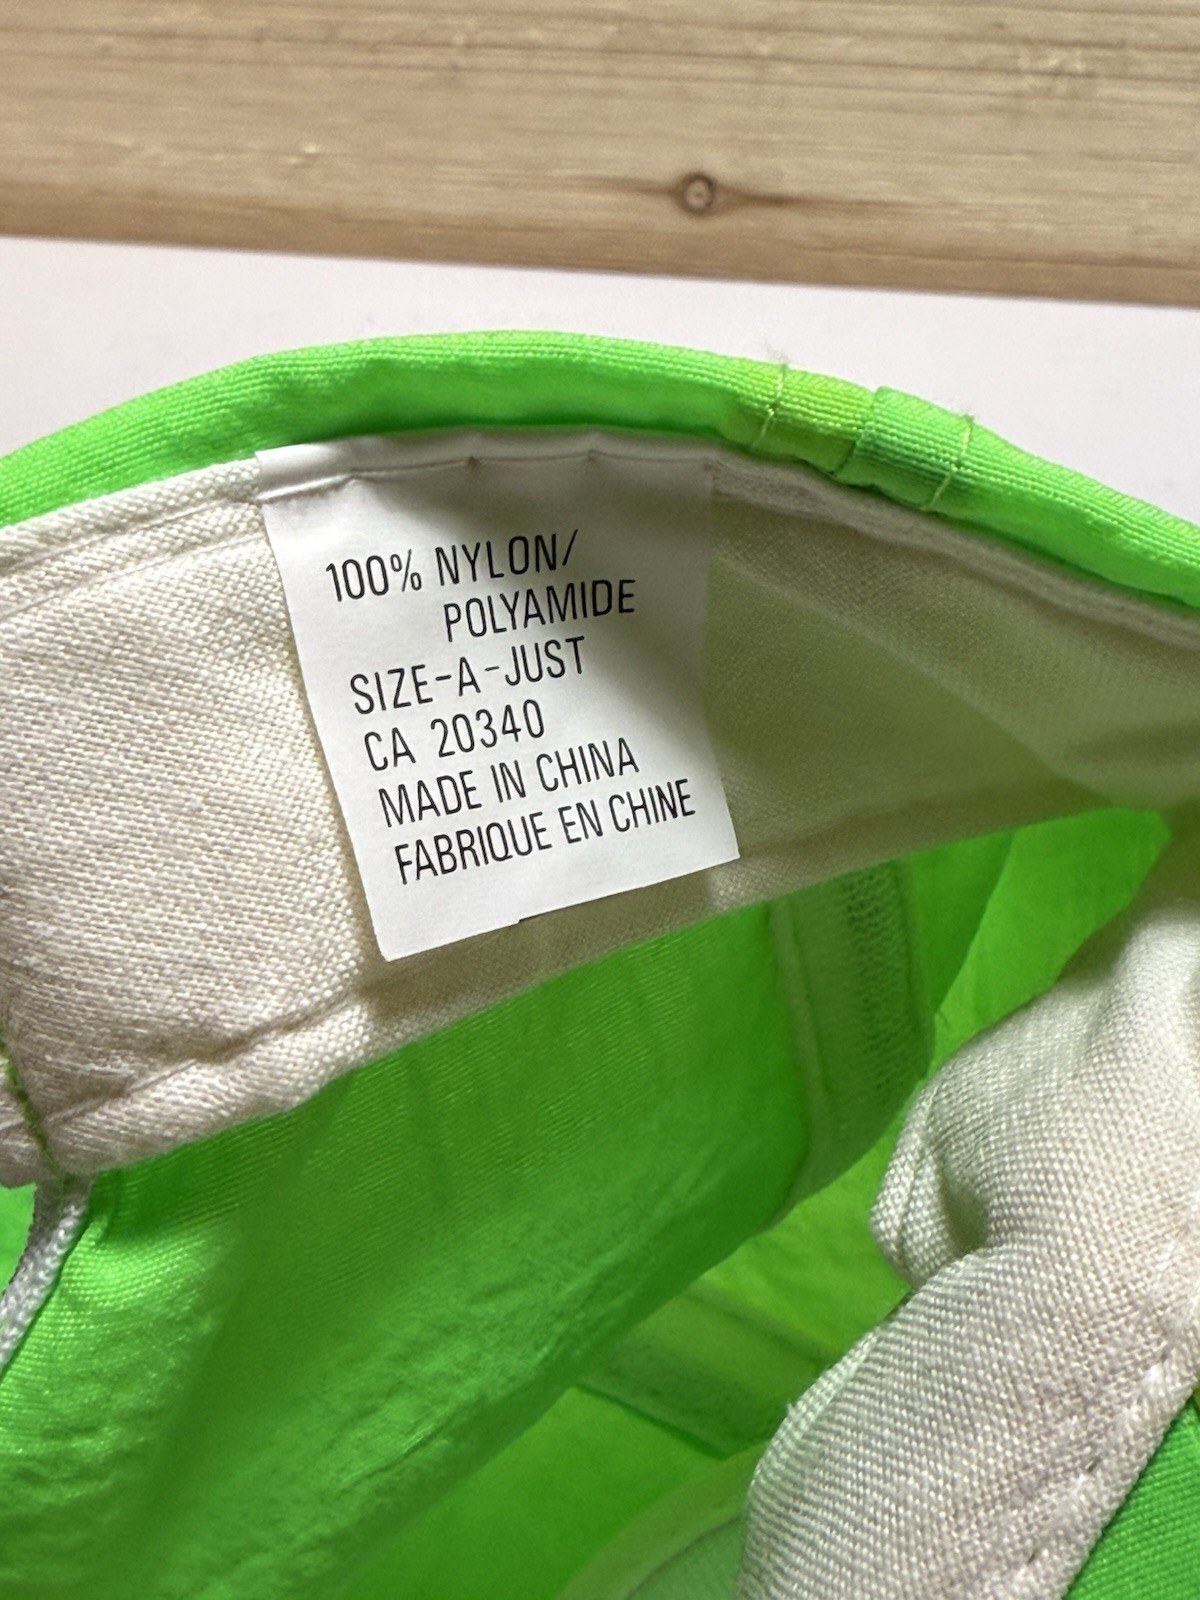 100% NYLON/
POLYAMIDE
SIZE-A-JUST
CA 20340
MADE IN CHINA
FABRIQUE EN CHINE